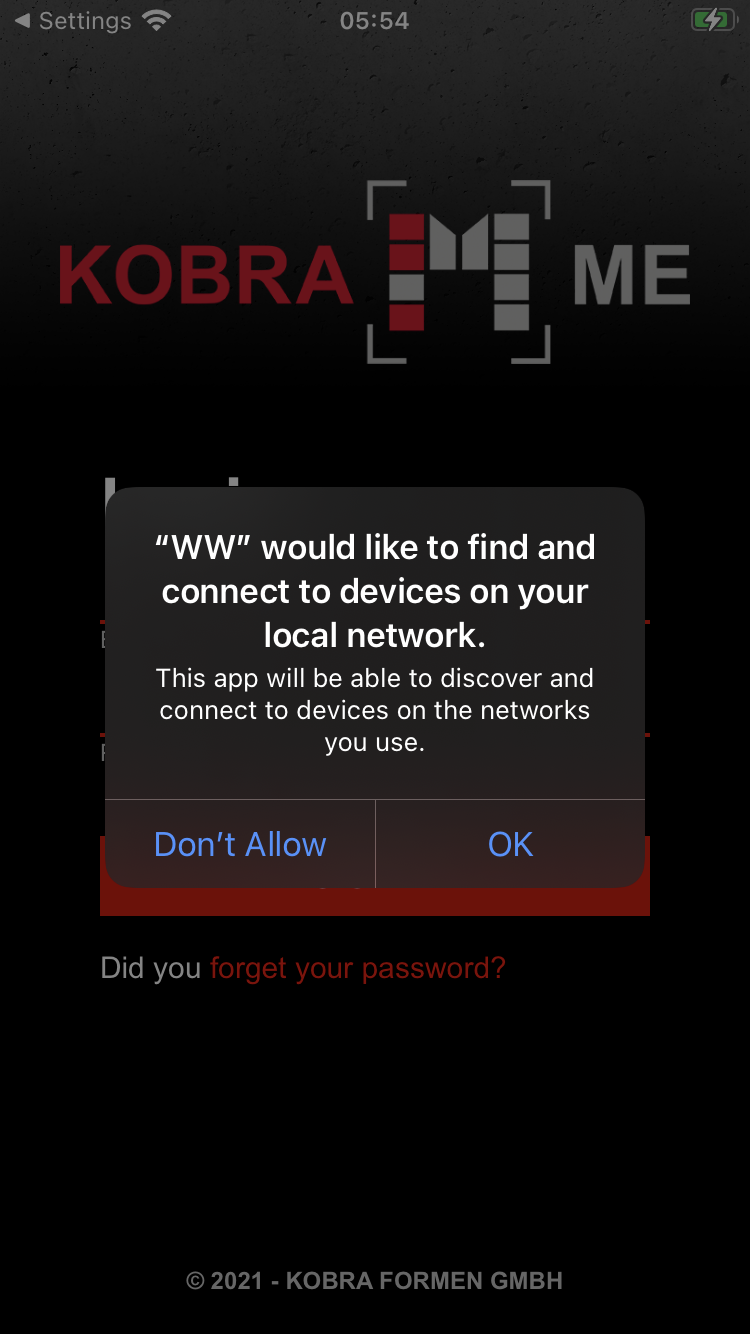 ◀ Settings 05:54
KOBRA M ME
“WW” would like to find and
connect to devices on your
local network.
This app will be able to discover and
connect to devices on the networks
you use.
Don’t Allow OK
Did you forget your password?
© 2021 - KOBRA FORMEN GMBH